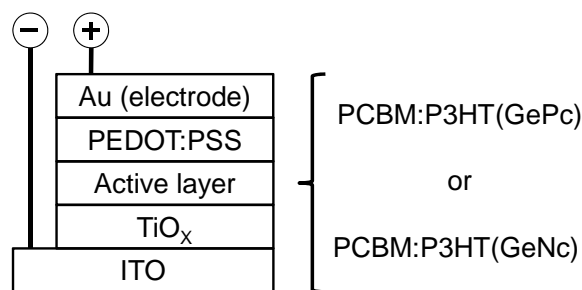 − +
Au (electrode)
PEDOT:PSS
Active layer
TiOX
ITO
PCBM:P3HT(GePc)
or
PCBM:P3HT(GeNc)